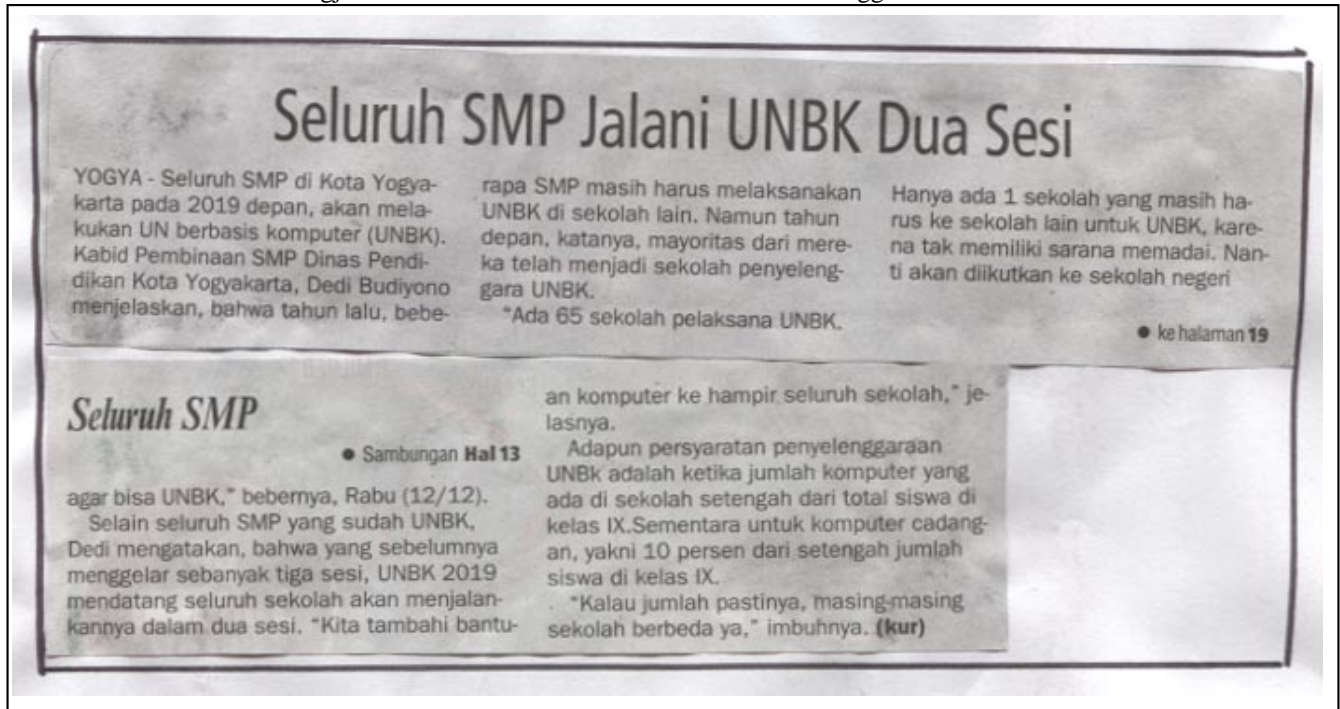 Seluruh SMP Jalani UNBK Dua Sesi
YOGYA - Seluruh SMP di Kota Yogya-
karta pada 2019 depan, akan mela-
kukan UN berbasis komputer (UNBK).
Kabid Pembinaan SMP Dinas Pendi-
dikan Kota Yogyakarta, Dedi Budiyono
menjelaskan, bahwa tahun lalu, bebe-
rapa SMP masih harus melaksanakan
UNBK di sekolah lain. Namun tahun
depan, katanya, mayoritas dari mere-
ka telah menjadi sekolah penyeleng-
gara UNBK.
"Ada 65 sekolah pelaksana UNBK.
Hanya ada 1 sekolah yang masih ha-
rus ke sekolah lain untuk UNBK, kare-
na tak memiliki sarana memadai. Nan-
ti akan diikutkan ke sekolah negeri
● ke halaman 19
Seluruh SMP
● Sambungan Hal 13
agar bisa UNBK," bebernya, Rabu (12/12).
Selain seluruh SMP yang sudah UNBK,
Dedi mengatakan, bahwa yang sebelumnya
menggelar sebanyak tiga sesi, UNBK 2019
mendatang seluruh sekolah akan menjalan-
kannya dalam dua sesi. "Kita tambahi bantu-
an komputer ke hampir seluruh sekolah," je-
lasnya.
Adapun persyaratan penyelenggaraan
UNBk adalah ketika jumlah komputer yang
ada di sekolah setengah dari total siswa di
kelas IX.Sementara untuk komputer cadang-
an, yakni 10 persen dari setengah jumlah
siswa di kelas IX.
"Kalau jumlah pastinya, masing-masing
sekolah berbeda ya," imbuhnya. (kur)